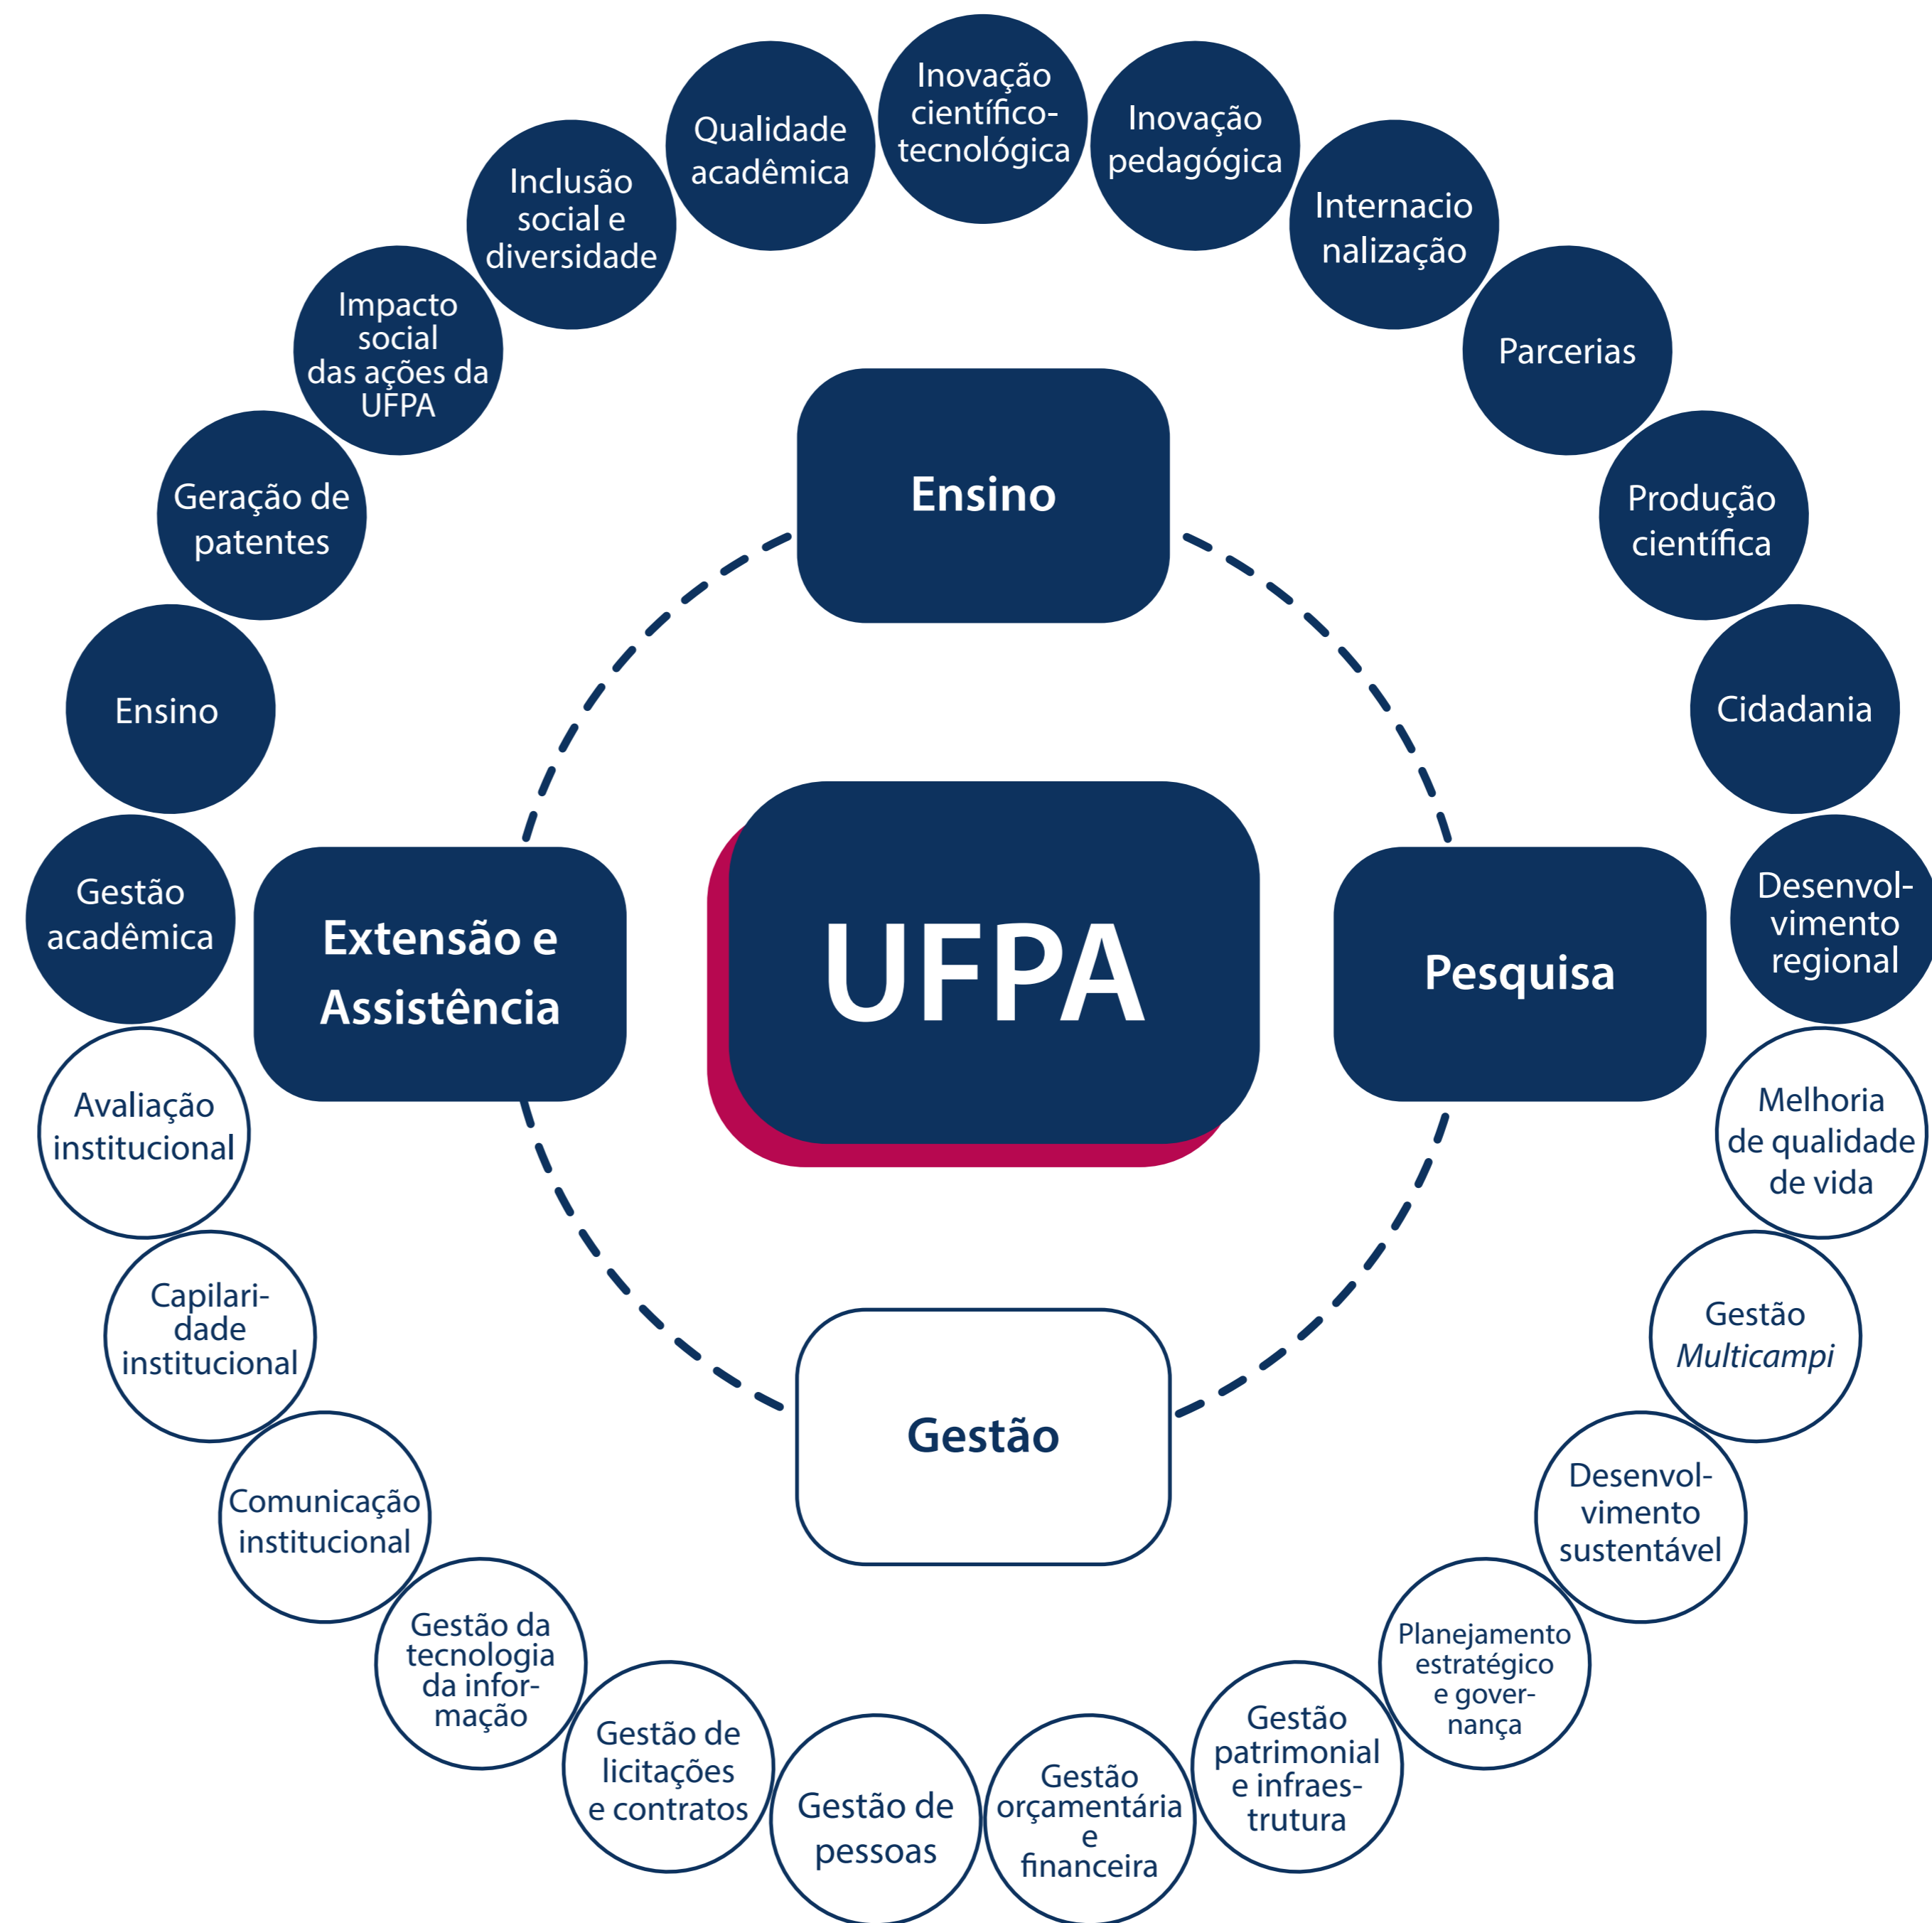 Inovação
científico-
tecnológica
Inovação
pedagógica
Internacio
nalização
Parcerias
Produção
científica
Cidadania
Desenvol-
vimento
regional
Melhoria
de qualidade
de vida
Gestão
Multicampi
Desenvol-
vimento
sustentável
Planejamento
estratégico
e gover-
nança
Gestão
patrimonial
e infraes-
trutura
Gestão
orçamentária
e
financeira
Gestão de
pessoas
Gestão de
licitações
e contratos
Gestão da
tecnologia
da infor-
mação
Comunicação
institucional
Capilari-
dade
institucional
Avaliação
institucional
Gestão
acadêmica
Ensino
Geração de
patentes
Impacto
social
das ações da
UFPA
Inclusão
social e
diversidade
Qualidade
acadêmica
Ensino
Pesquisa
Gestão
Extensão e
Assistência
UFPA